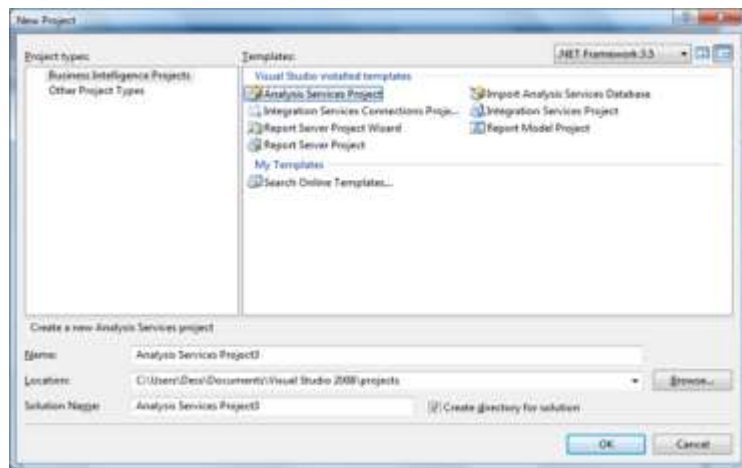 New Project
Project types:
Templates:
.NET Framework 3.5
Business Intelligence Projects
Other Project Types
Visual Studio installed templates
Analysis Services Project
Import Analysis Services Database
Integration Services Connections Proje...
Integration Services Project
Report Server Project Wizard
Report Model Project
Report Server Project
My Templates
Search Online Templates...
Create a new Analysis Services project
Name:
Analysis Services Project3
Location:
C:\Users\Desi\Documents\Visual Studio 2008\projects
Browse...
Solution Name:
Analysis Services Project3
Create directory for solution
OK
Cancel